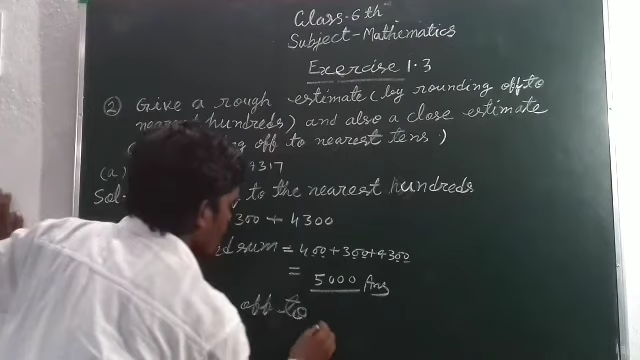 Class-6th
Subject-Mathematics
Exercise 1.3
② Give a rough estimate (by rounding off to
nearest hundreds) and also a close estimate
off to nearest tens.)
(a) 4317
Sol- to the nearest hundreds
300 + 4300
sum = 400+300+4300
= 5000 Ans
off to